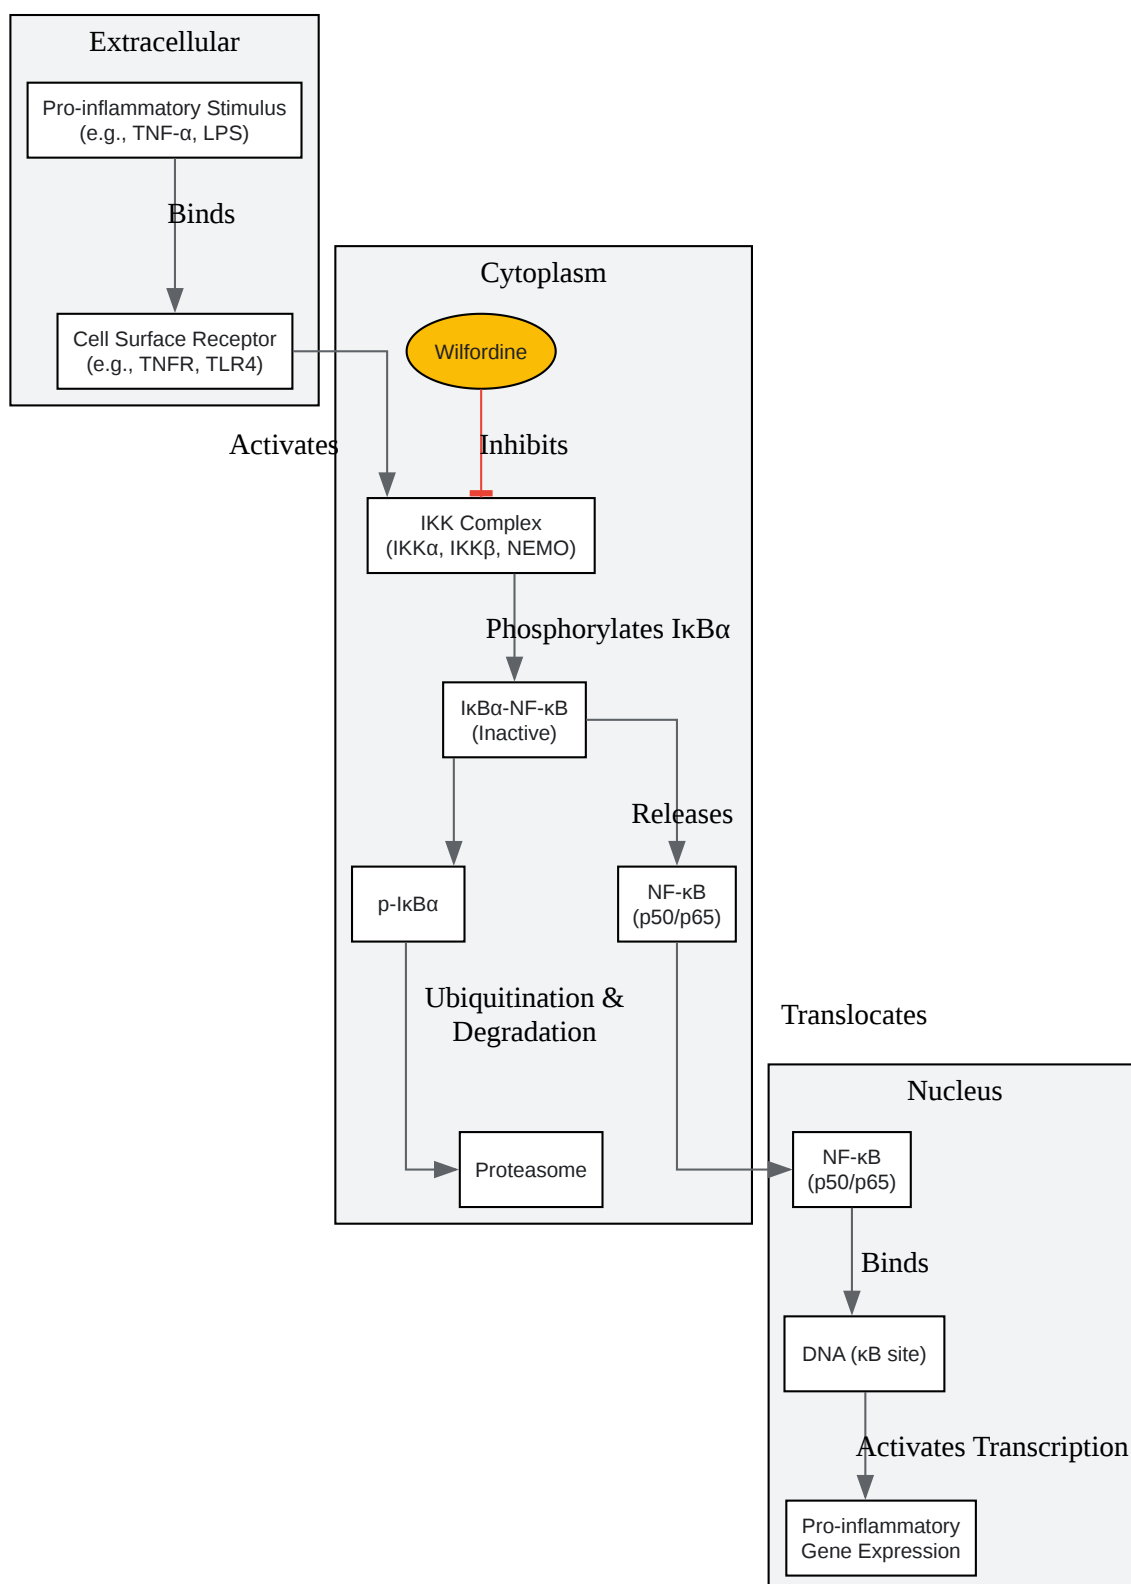 Extracellular
Pro-inflammatory Stimulus
(e.g., TNF-α, LPS)
Binds
Cell Surface Receptor
(e.g., TNFR, TLR4)
Activates
Cytoplasm
Wilfordine
Inhibits
IKK Complex
(IKKα, IKKβ, NEMO)
Phosphorylates IκBα
IκBα-NF-κB
(Inactive)
Releases
p-IκBα
NF-κB
(p50/p65)
Ubiquitination &
Degradation
Proteasome
Translocates
Nucleus
NF-κB
(p50/p65)
Binds
DNA (κB site)
Activates Transcription
Pro-inflammatory
Gene Expression